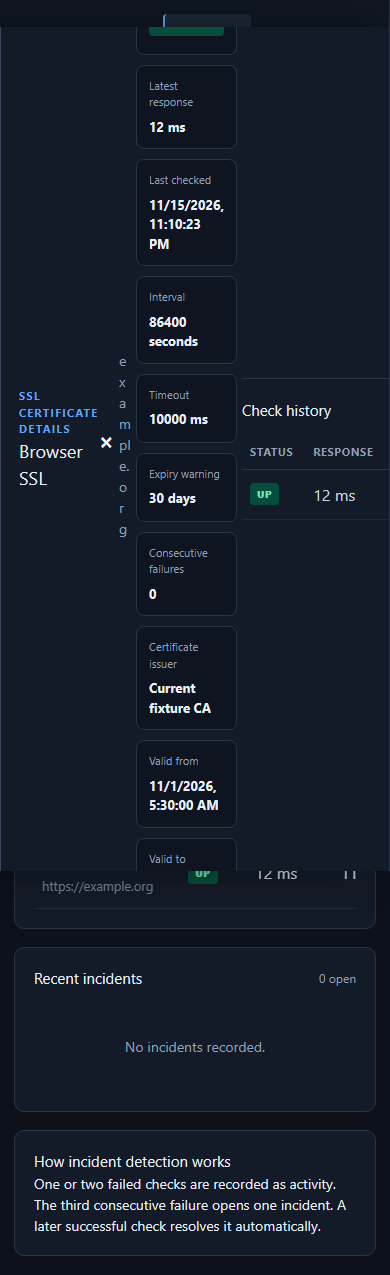 SSL
CERTIFICATE
DETAILS
Browser
SSL
×
e
x
a
m
pl
e.
o
r
g
Latest
response
12 ms
Last checked
11/15/2026,
11:10:23
PM
Interval
86400
seconds
Timeout
10000 ms
Expiry warning
30 days
Consecutive
failures
0
Certificate
issuer
Current
fixture CA
Valid from
11/1/2026,
5:30:00 AM
Valid to
Check history
STATUS RESPONSE
UP 12 ms
https://example.org UP 12 ms 11
Recent incidents 0 open
No incidents recorded.
How incident detection works
One or two failed checks are recorded as activity.
The third consecutive failure opens one incident. A
later successful check resolves it automatically.